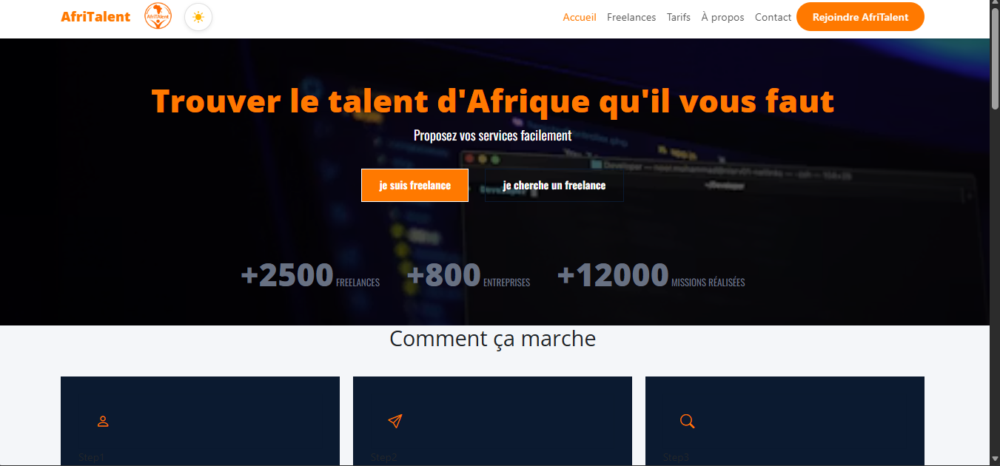 AfriTalent
AfriTAlent
Accueil Freelances Tarifs À propos Contact Rejoindre AfriTalent
Trouver le talent d'Afrique qu'il vous faut
Proposez vos services facilement
je suis freelance
je cherche un freelance
+2500 FREELANCES
+800 ENTREPRISES
+12000 MISSIONS RÉALISÉES
Comment ça marche
Step1
Step2
Step3